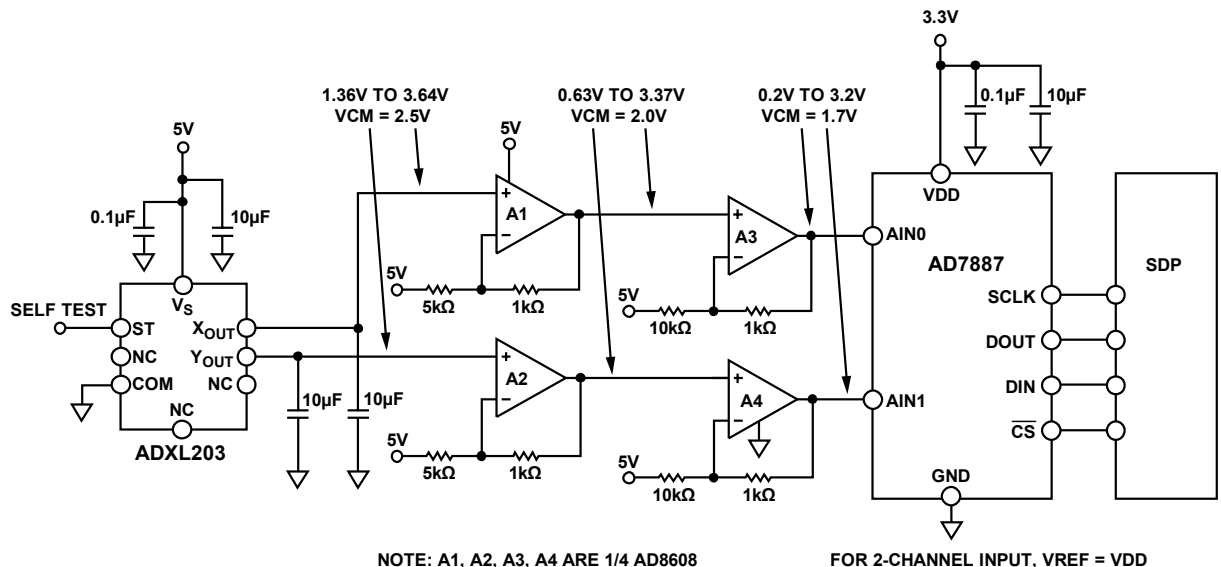 3.3V
0.1µF
10µF
1.36V TO 3.64V
VCM = 2.5V
0.63V TO 3.37V
VCM = 2.0V
0.2V TO 3.2V
VCM = 1.7V
5V
0.1µF
10µF
5V
+
A1
−
5V
5kΩ
1kΩ
+
A3
−
5V
10kΩ
1kΩ
VDD
AIN0
AD7887
SCLK
DOUT
DIN
CS
AIN1
GND
SDP
SELF TEST
VS
ST
XOUT
NC
YOUT
COM
NC
NC
ADXL203
10µF
10µF
+
A2
−
5V
5kΩ
1kΩ
+
A4
−
5V
10kΩ
1kΩ
NOTE: A1, A2, A3, A4 ARE 1/4 AD8608
FOR 2-CHANNEL INPUT, VREF = VDD